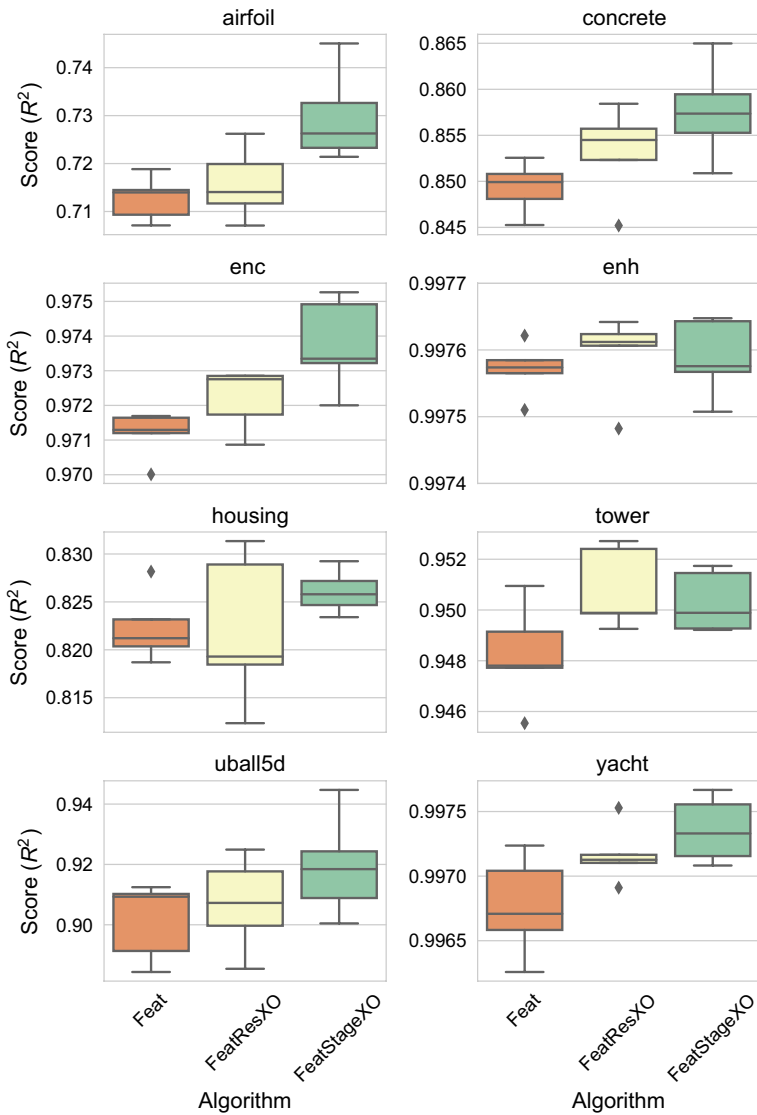 airfoil
concrete
Score (R²)
0.74
0.73
0.72
0.71
0.865
0.860
0.855
0.850
0.845
enc
enh
Score (R²)
0.975
0.974
0.973
0.972
0.971
0.970
0.9977
0.9976
0.9975
0.9974
housing
tower
Score (R²)
0.830
0.825
0.820
0.815
0.952
0.950
0.948
0.946
uball5d
yacht
Score (R²)
0.94
0.92
0.90
0.9975
0.9970
0.9965
Feat
FeatResXO
FeatStageXO
Feat
FeatResXO
FeatStageXO
Algorithm
Algorithm